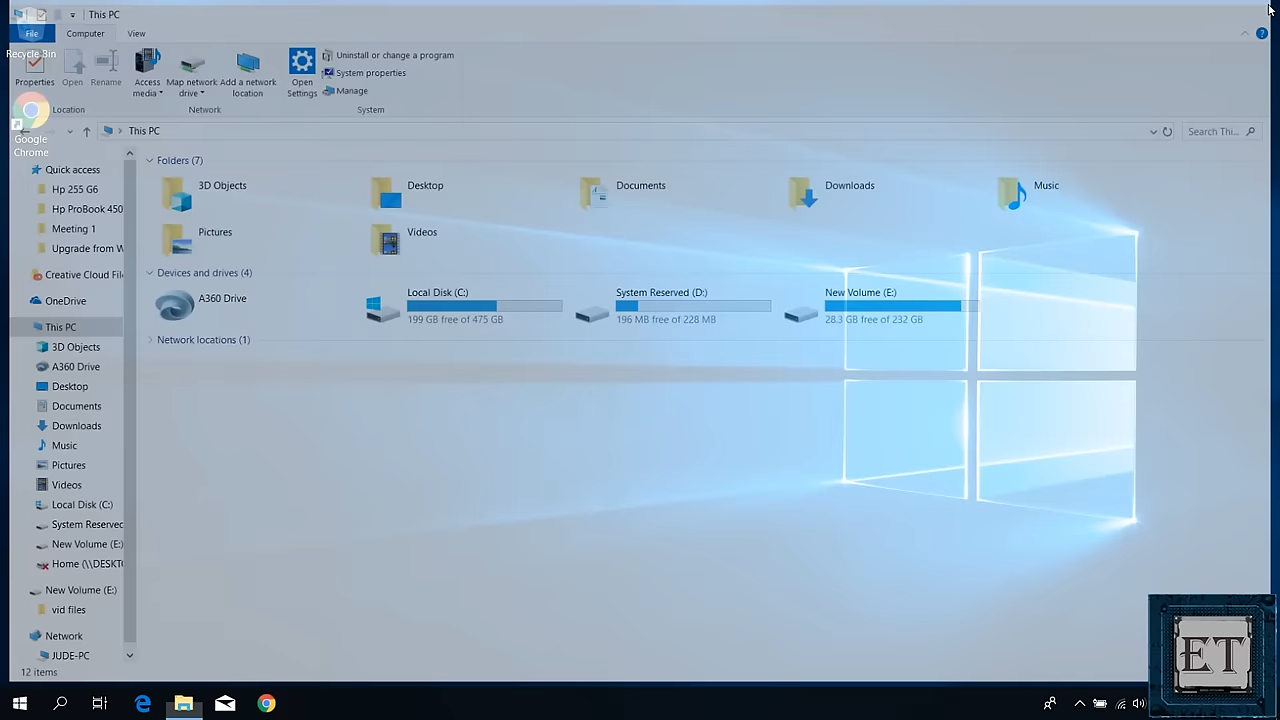 This PC
File
Computer
View
Recycle Bin
Properties
Open
Rename
Access media
Map network drive
Add a network location
Open Settings
Uninstall or change a program
System properties
Manage
Location
Network
System
Google Chrome
This PC
Search Thi...
Quick access
Hp 255 G6
Hp ProBook 450
Meeting 1
Upgrade from W
Creative Cloud File
OneDrive
This PC
3D Objects
A360 Drive
Desktop
Documents
Downloads
Music
Pictures
Videos
Local Disk (C:)
System Reserved
New Volume (E:)
Home (\\DESKT
New Volume (E:)
vid files
Network
JUDE-PC
Folders (7)
3D Objects
Desktop
Documents
Downloads
Music
Pictures
Videos
Devices and drives (4)
A360 Drive
Local Disk (C:)
199 GB free of 475 GB
System Reserved (D:)
196 MB free of 228 MB
New Volume (E:)
28.3 GB free of 232 GB
Network locations (1)
12 items
ET